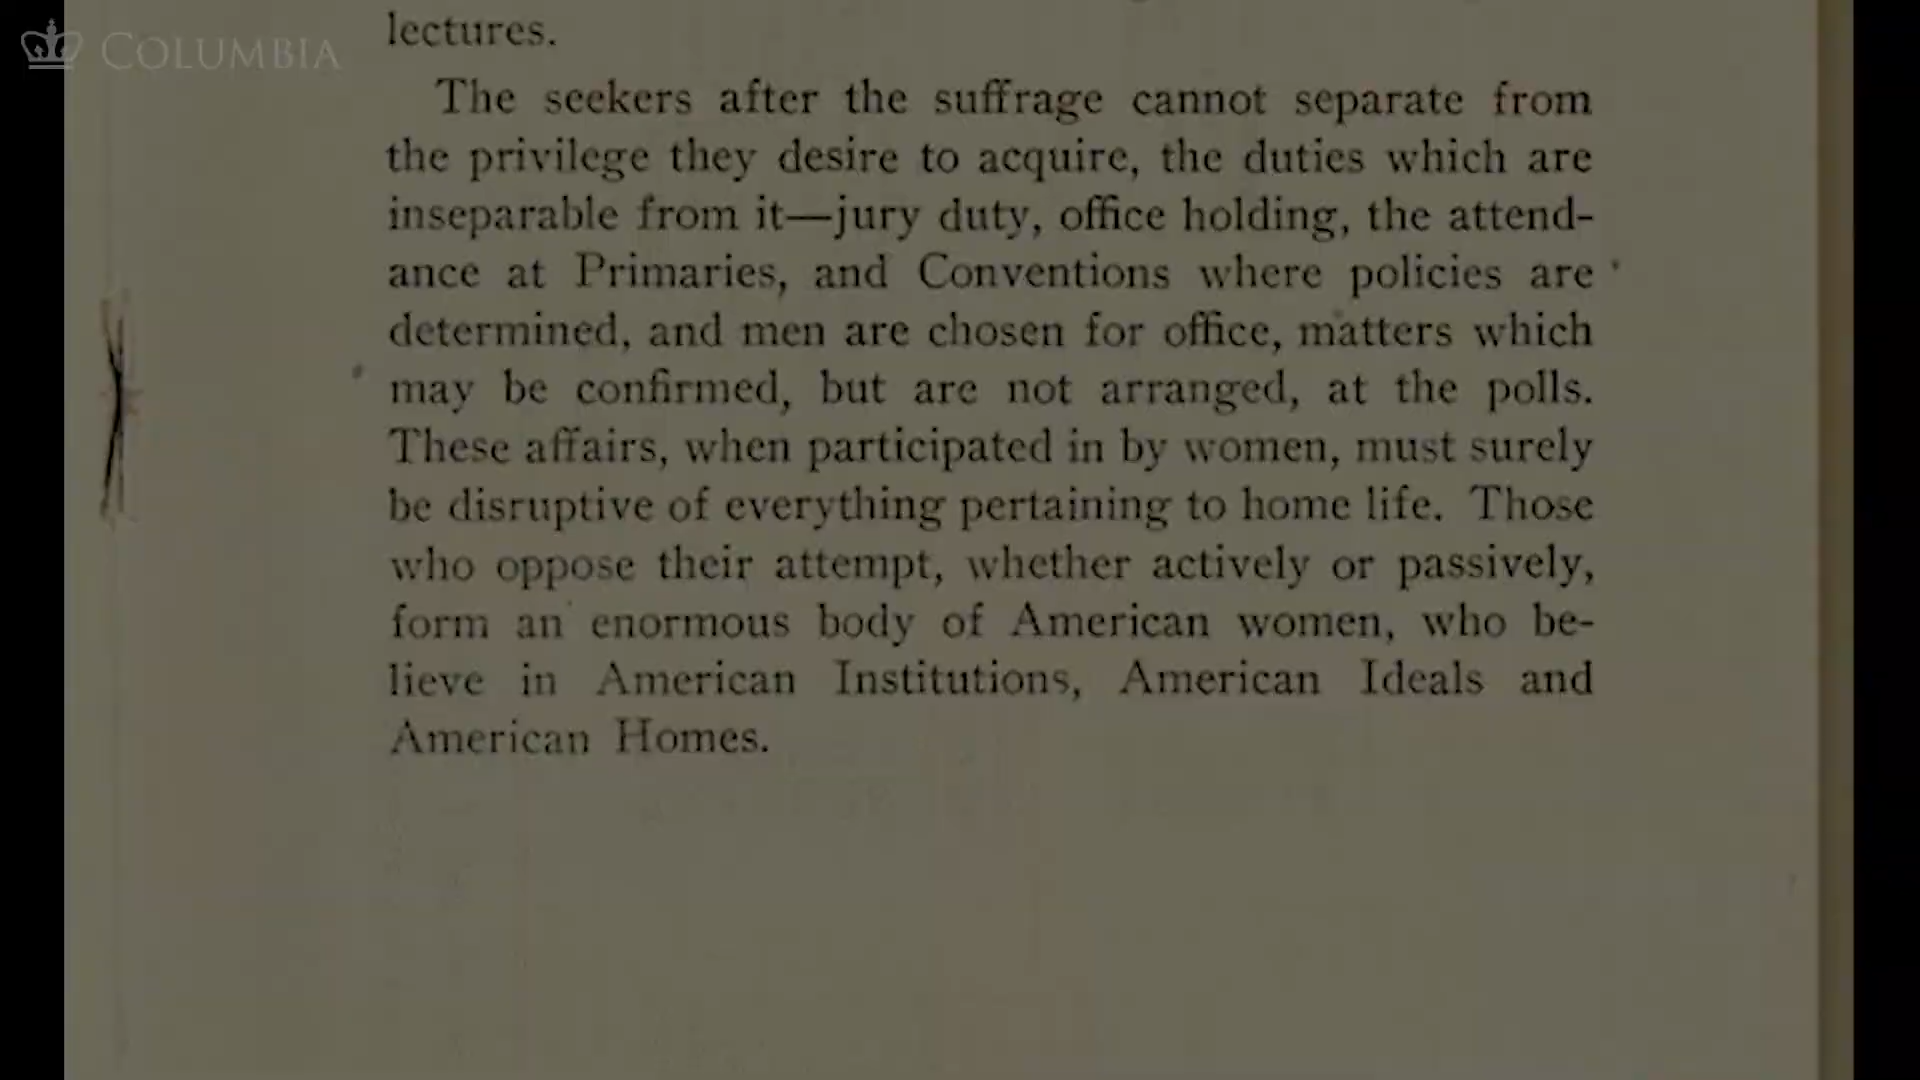 COLUMBIA
lectures.
The seekers after the suffrage cannot separate from
the privilege they desire to acquire, the duties which are
inseparable from it—jury duty, office holding, the attend-
ance at Primaries, and Conventions where policies are
determined, and men are chosen for office, matters which
may be confirmed, but are not arranged, at the polls.
These affairs, when participated in by women, must surely
be disruptive of everything pertaining to home life. Those
who oppose their attempt, whether actively or passively,
form an enormous body of American women, who be-
lieve in American Institutions, American Ideals and
American Homes.